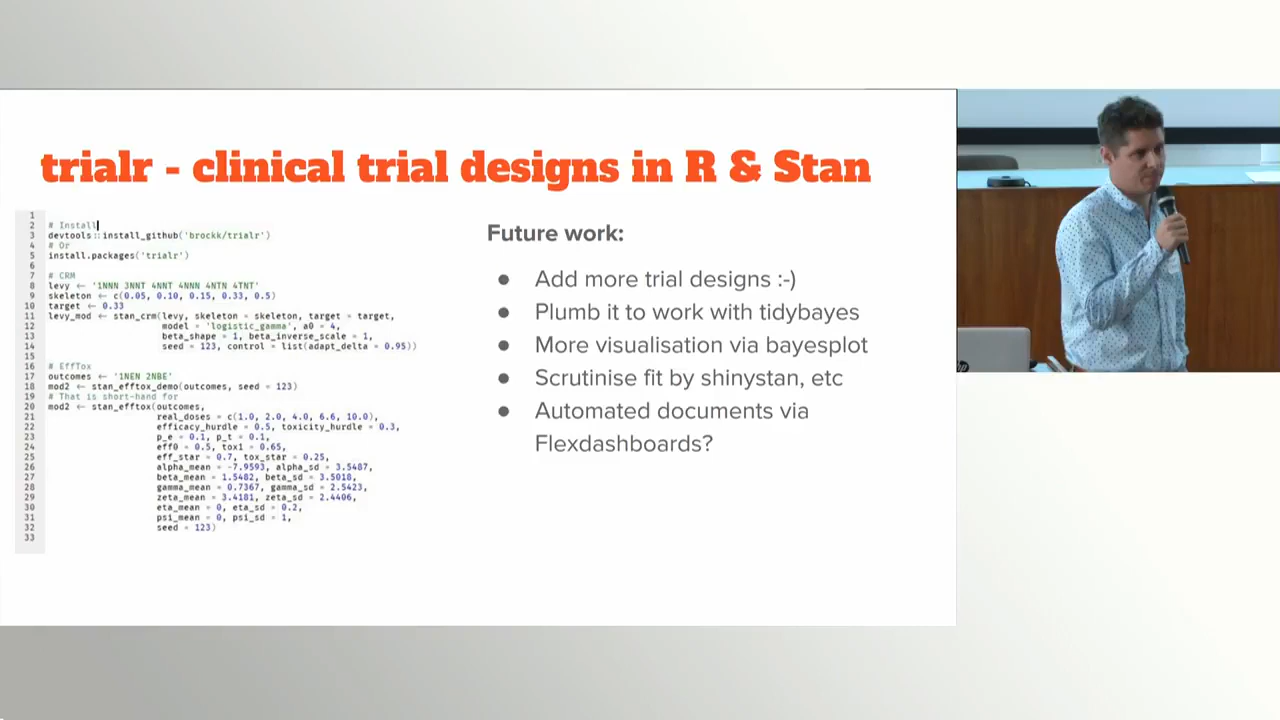 trialr - clinical trial designs in R & Stan
1
2 # Install
3 devtools::install_github('brockk/trialr')
4 # Or
5 install.packages('trialr')
6
7 # CRM
8 levy ← '1NNN 3NNT 4NNT 4NNN 4NTN 4TNT'
9 skeleton ← c(0.05, 0.10, 0.15, 0.33, 0.5)
10 target ← 0.33
11 levy_mod ← stan_crm(levy, skeleton = skeleton, target = target,
12 model = 'logistic_gamma', a0 = 4,
13 beta_shape = 1, beta_inverse_scale = 1,
14 seed = 123, control = list(adapt_delta = 0.95))
15
16 # EffTox
17 outcomes ← '1NEN 2NBE'
18 mod2 ← stan_efftox_demo(outcomes, seed = 123)
19 # That is short-hand for
20 mod2 ← stan_efftox(outcomes,
21 real_doses = c(1.0, 2.0, 4.0, 6.6, 10.0),
22 efficacy_hurdle = 0.5, toxicity_hurdle = 0.3,
23 p_e = 0.1, p_t = 0.1,
24 eff0 = 0.5, tox1 = 0.65,
25 eff_star = 0.7, tox_star = 0.25,
26 alpha_mean = -7.9593, alpha_sd = 3.5487,
27 beta_mean = 1.5482, beta_sd = 3.5018,
28 gamma_mean = 0.7367, gamma_sd = 2.5423,
29 zeta_mean = 3.4181, zeta_sd = 2.4406,
30 eta_mean = 0, eta_sd = 0.2,
31 psi_mean = 0, psi_sd = 1,
32 seed = 123)
33
Future work:
● Add more trial designs :-)
● Plumb it to work with tidybayes
● More visualisation via bayesplot
● Scrutinise fit by shinystan, etc
● Automated documents via
Flexdashboards?
hp